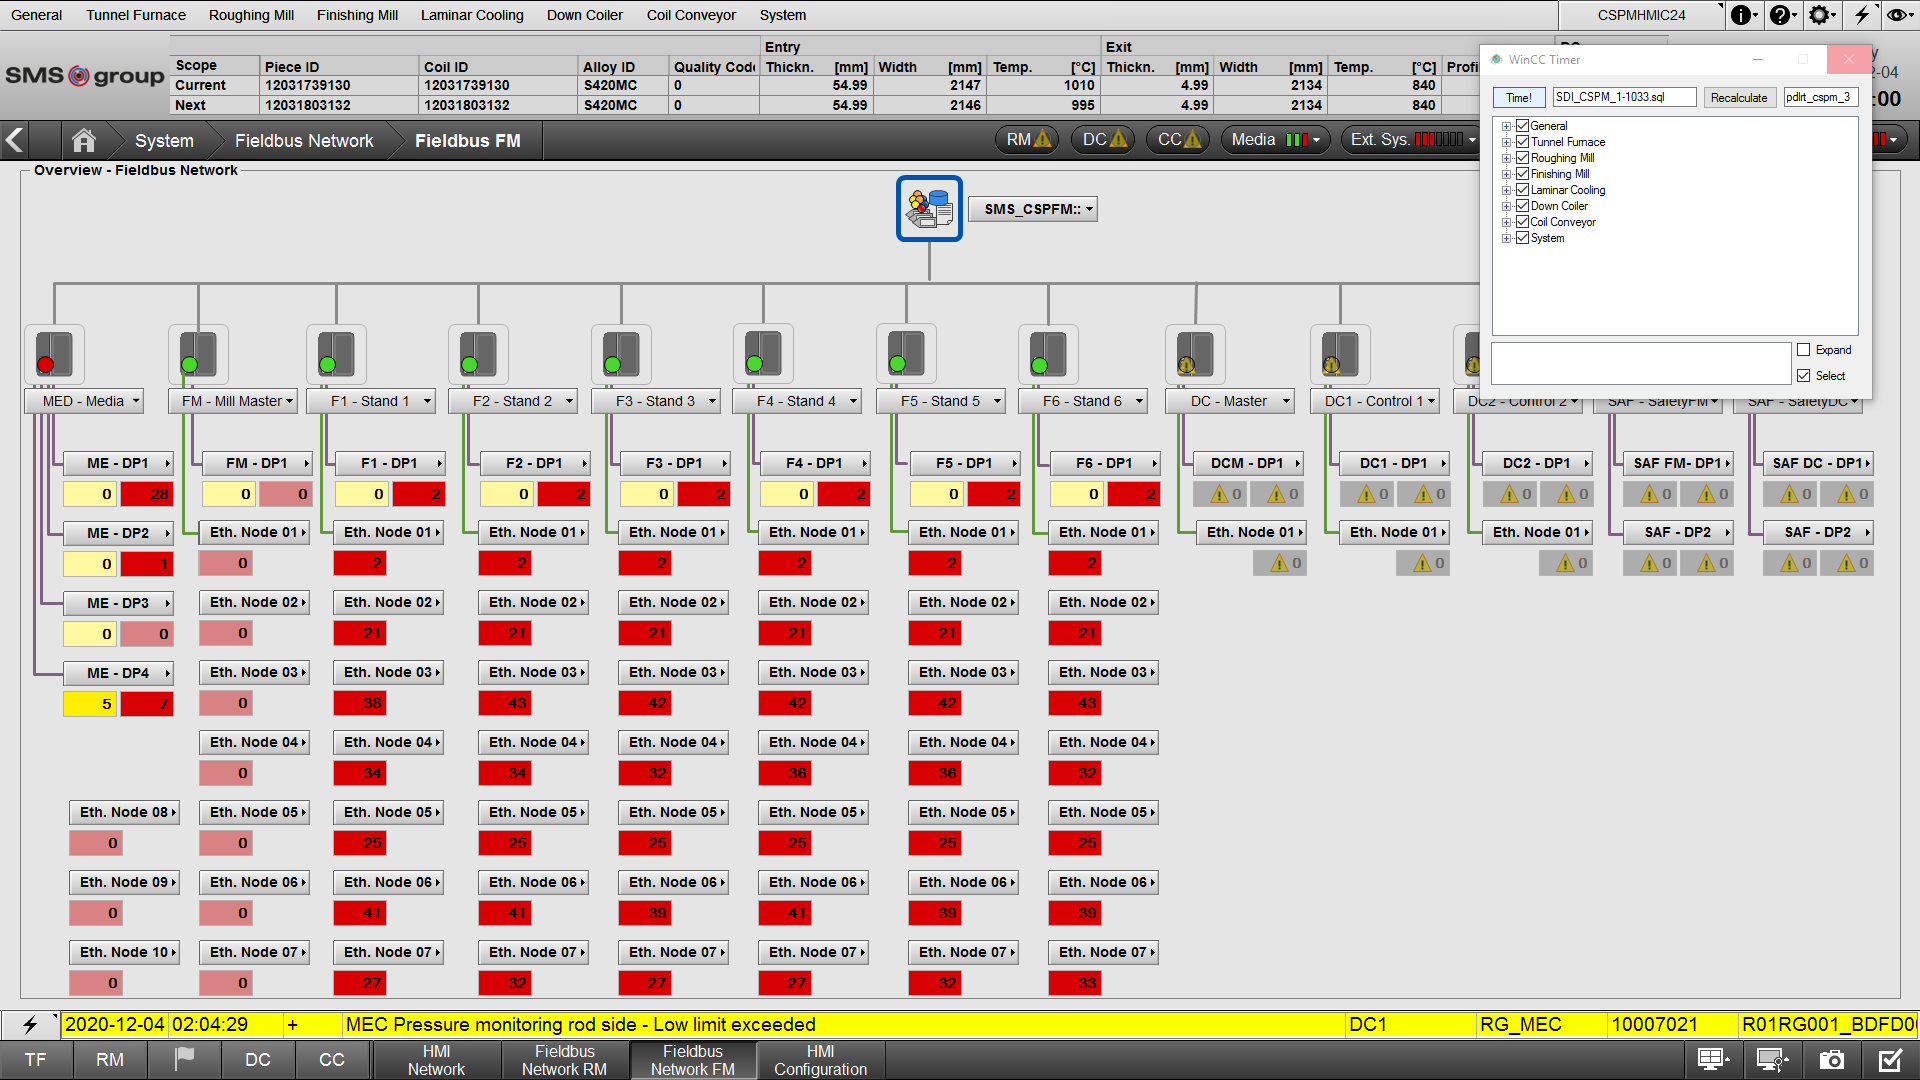 General Tunnel Furnace Roughing Mill Finishing Mill Laminar Cooling Down Coiler Coil Conveyor System CSPMHMIC24
Entry Exit
Scope Piece ID Coil ID Alloy ID Quality Code Thickn. [mm] Width [mm] Temp. [°C] Thickn. [mm] Width [mm] Temp. [°C]
Current 12031739130 12031739130 S420MC 0 54.99 2147 1010 4.99 2134 840
Next 12031803132 12031803132 S420MC 0 54.99 2146 995 4.99 2134 840
SMS group
System Fieldbus Network Fieldbus FM RM DC CC Media Ext. Sys.
WinCC Timer
Time! SDI_CSPM_1-1033.sql Recalculate pdlrt_cspm_3
General
Tunnel Furnace
Roughing Mill
Finishing Mill
Laminar Cooling
Down Coiler
Coil Conveyor
System
Expand
Select
Overview - Fieldbus Network
SMS_CSPFM::
MED - Media FM - Mill Master F1 - Stand 1 F2 - Stand 2 F3 - Stand 3 F4 - Stand 4 F5 - Stand 5 F6 - Stand 6 DC - Master DC1 - Control 1 DC2 - Control 2 SAF - SafetyFM SAF - SafetyDC
ME - DP1 FM - DP1 F1 - DP1 F2 - DP1 F3 - DP1 F4 - DP1 F5 - DP1 F6 - DP1 DCM - DP1 DC1 - DP1 DC2 - DP1 SAF FM- DP1 SAF DC - DP1
0 28 0 0 0 2 0 2 0 2 0 2 0 2 0 2 0 0 0 0 0 0 0 0 0 0
ME - DP2 Eth. Node 01 Eth. Node 01 Eth. Node 01 Eth. Node 01 Eth. Node 01 Eth. Node 01 Eth. Node 01 Eth. Node 01 Eth. Node 01 Eth. Node 01 SAF - DP2 SAF - DP2
0 1 0 2 2 2 2 2 2 0 0 0 0 0 0 0
ME - DP3 Eth. Node 02 Eth. Node 02 Eth. Node 02 Eth. Node 02 Eth. Node 02 Eth. Node 02 Eth. Node 02
0 0 0 21 21 21 21 21 21
ME - DP4 Eth. Node 03 Eth. Node 03 Eth. Node 03 Eth. Node 03 Eth. Node 03 Eth. Node 03 Eth. Node 03
5 7 0 38 43 42 42 42 43
Eth. Node 04 Eth. Node 04 Eth. Node 04 Eth. Node 04 Eth. Node 04 Eth. Node 04 Eth. Node 04
0 34 34 32 36 36 32
Eth. Node 08 Eth. Node 05 Eth. Node 05 Eth. Node 05 Eth. Node 05 Eth. Node 05 Eth. Node 05 Eth. Node 05
0 0 25 25 25 25 25 25
Eth. Node 09 Eth. Node 06 Eth. Node 06 Eth. Node 06 Eth. Node 06 Eth. Node 06 Eth. Node 06 Eth. Node 06
0 0 41 41 39 41 39 39
Eth. Node 10 Eth. Node 07 Eth. Node 07 Eth. Node 07 Eth. Node 07 Eth. Node 07 Eth. Node 07 Eth. Node 07
0 0 27 32 27 27 32 33
2020-12-04 02:04:29 + MEC Pressure monitoring rod side - Low limit exceeded DC1 RG_MEC 10007021
TF RM DC CC HMI Network Fieldbus Network RM Fieldbus Network FM HMI Configuration